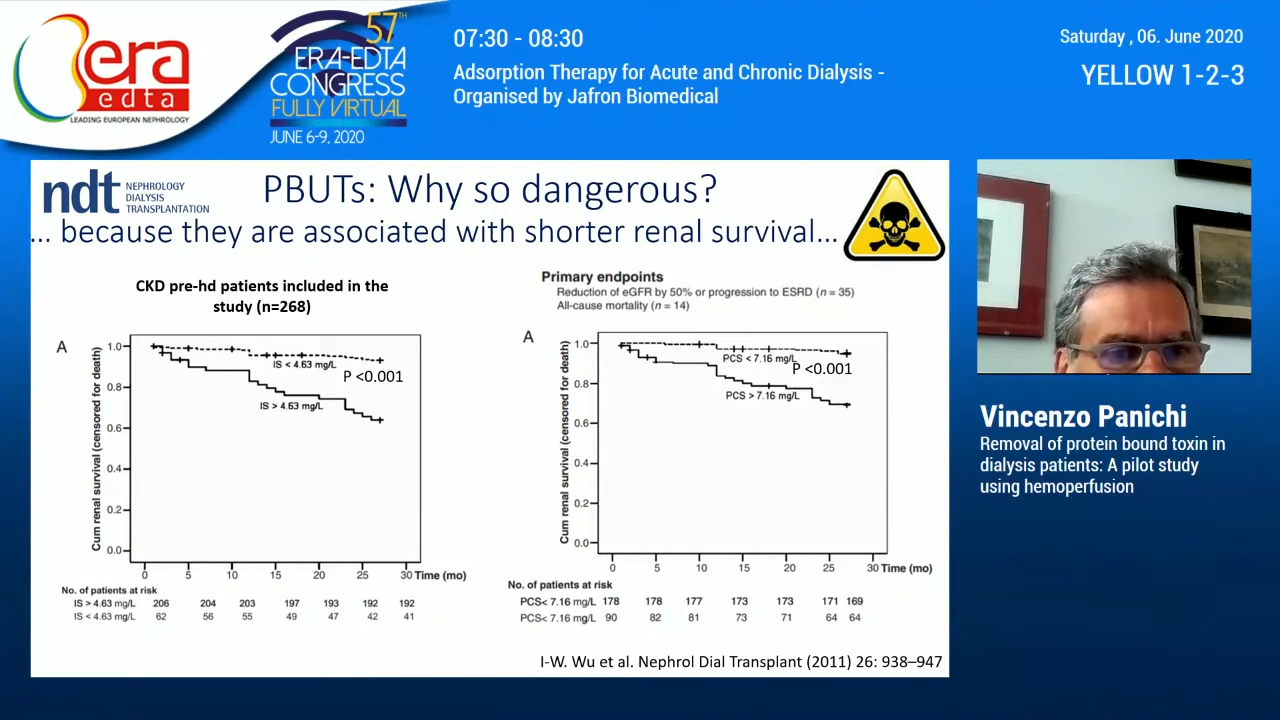 era
edta
LEADING EUROPEAN NEPHROLOGY
57TH
ERA-EDTA
CONGRESS
FULLY VIRTUAL
JUNE 6-9, 2020
07:30 - 08:30
Adsorption Therapy for Acute and Chronic Dialysis -
Organised by Jafron Biomedical
Saturday , 06. June 2020
YELLOW 1-2-3
ndt NEPHROLOGY
DIALYSIS
TRANSPLANTATION
PBUTs: Why so dangerous?
... because they are associated with shorter renal survival...
CKD pre-hd patients included in the
study (n=268)
A
Cum renal survival (censored for death)
1.0
0.8
0.6
0.4
0.2
0.0
IS < 4.63 mg/L
P <0.001
IS > 4.63 mg/L
0 5 10 15 20 25 30 Time (mo)
No. of patients at risk
IS > 4.63 mg/L 206 204 203 197 193 192 192
IS < 4.63 mg/L 62 56 55 49 47 42 41
Primary endpoints
Reduction of eGFR by 50% or progression to ESRD (n = 35)
All-cause mortality (n = 14)
A
Cum renal survival (censored for death)
1.0
0.8
0.6
0.4
0.2
0.0
PCS < 7.16 mg/L
P <0.001
PCS > 7.16 mg/L
0 5 10 15 20 25 30 Time (mo)
No. of patients at risk
PCS< 7.16 mg/L 178 178 177 173 173 171 169
PCS< 7.16 mg/L 90 82 81 73 71 64 64
I-W. Wu et al. Nephrol Dial Transplant (2011) 26: 938–947
Vincenzo Panichi
Removal of protein bound toxin in
dialysis patients: A pilot study
using hemoperfusion